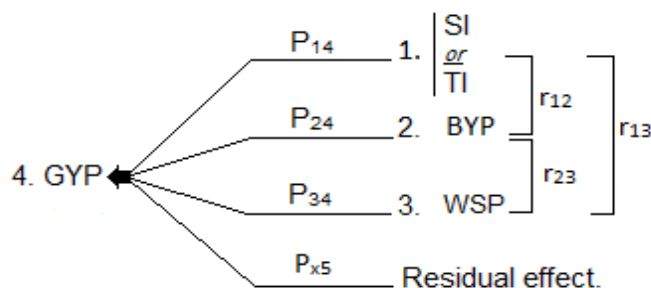 P14 1. SI
or
TI
r12
P24 2. BYP
r13
4. GYP
r23
P34 3. WSP
Px5 Residual effect.